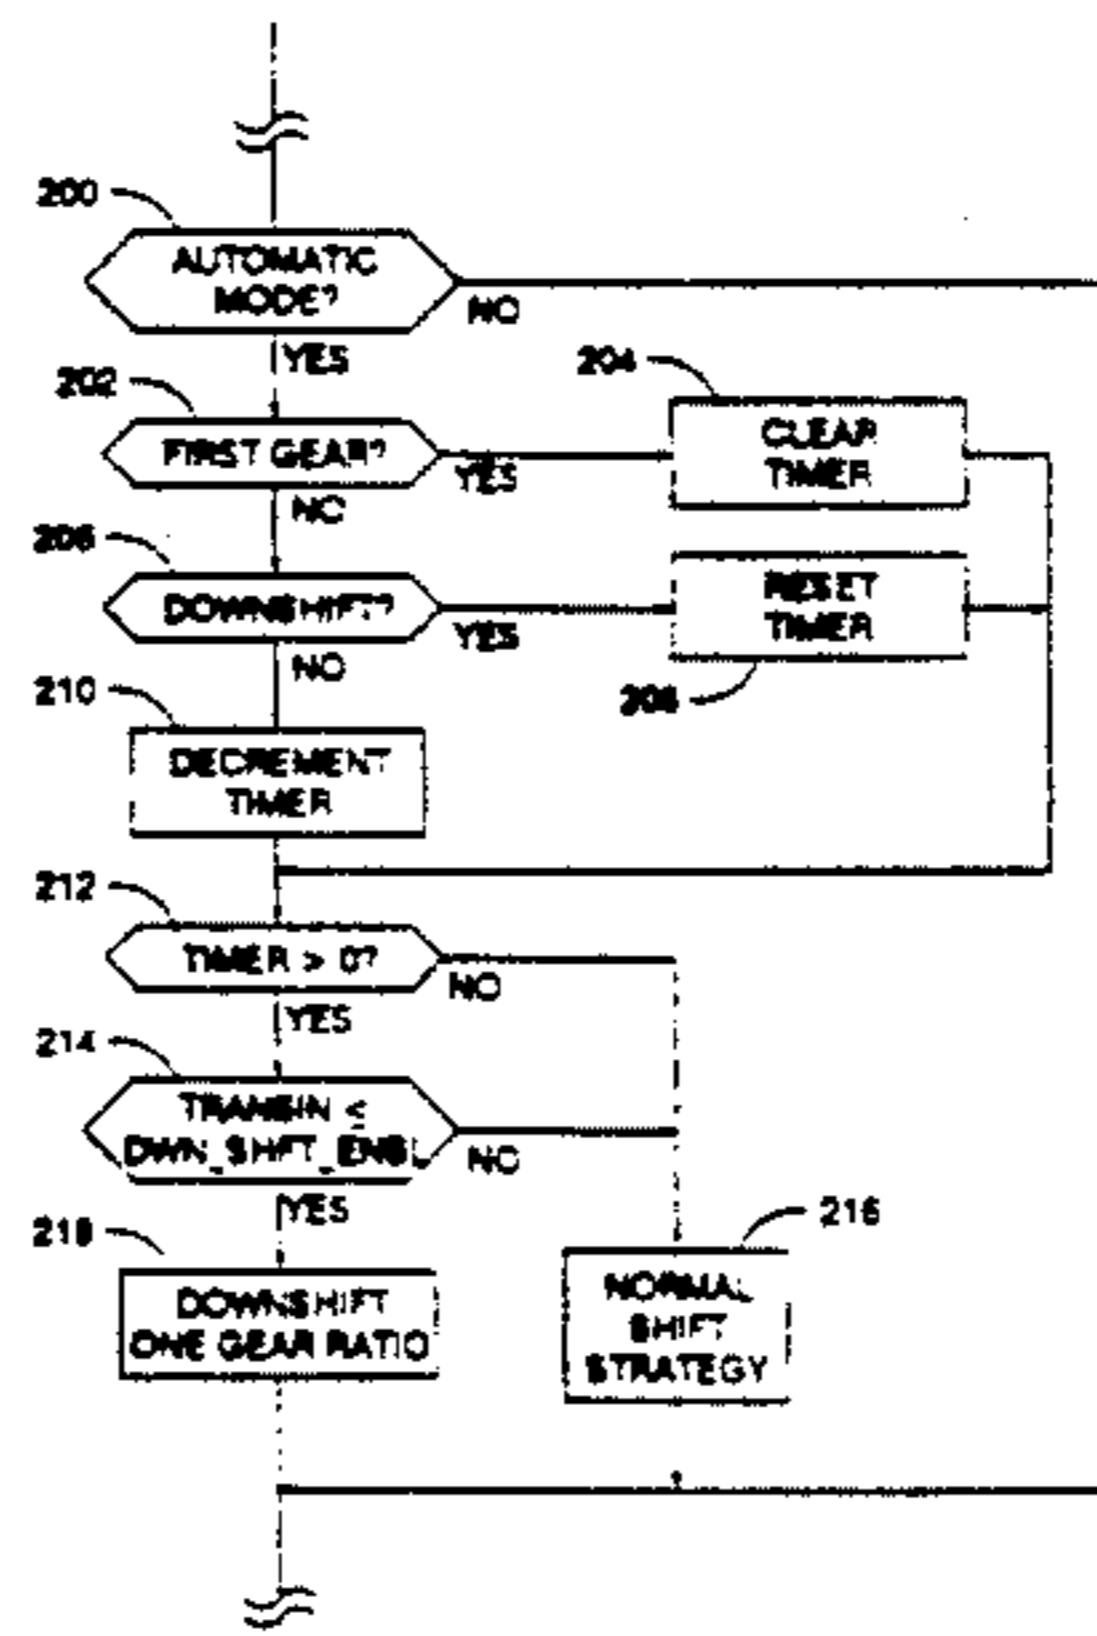 200
AUTOMATIC
MODE?
NO
YES
202
204
FIRST GEAR?
YES
CLEAR
TIMER
NO
206
DOWNSHIFT?
YES
RESET
TIMER
208
NO
210
DECREMENT
TIMER
212
TIMER > 0?
NO
YES
214
TRANSIN ≤
DWN_SHFT_ENBL
NO
YES
218
216
DOWNSHIFT
ONE GEAR RATIO
NORMAL
SHIFT
STRATEGY